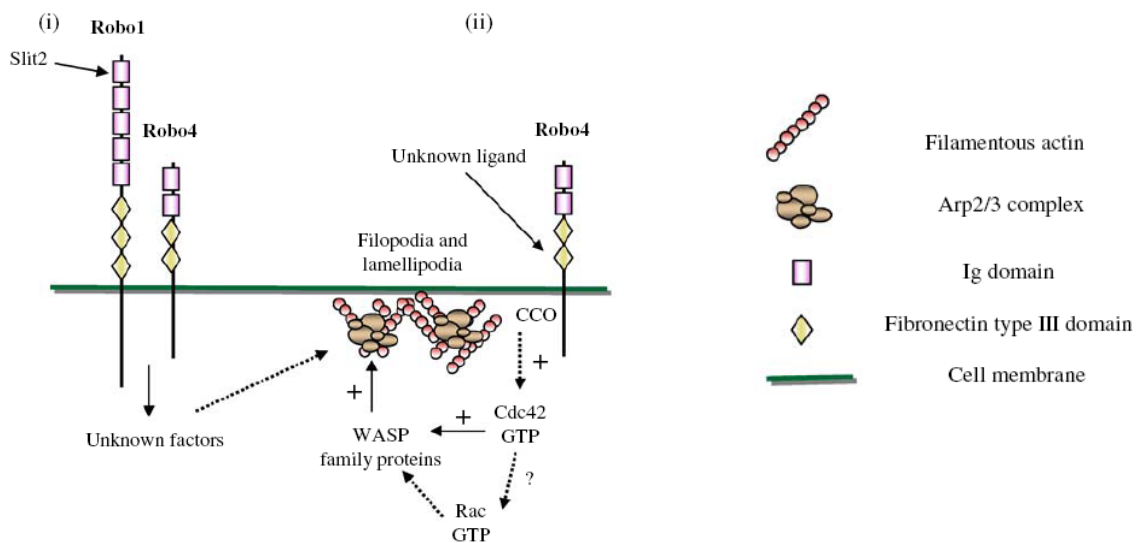 (i)
(ii)
Robo1
Slit2
Robo4
Robo4
Unknown ligand
Filopodia and
lamellipodia
CCO
+
+
+
Cdc42
GTP
Unknown factors
WASP
family proteins
?
Rac
GTP
Filamentous actin
Arp2/3 complex
Ig domain
Fibronectin type III domain
Cell membrane